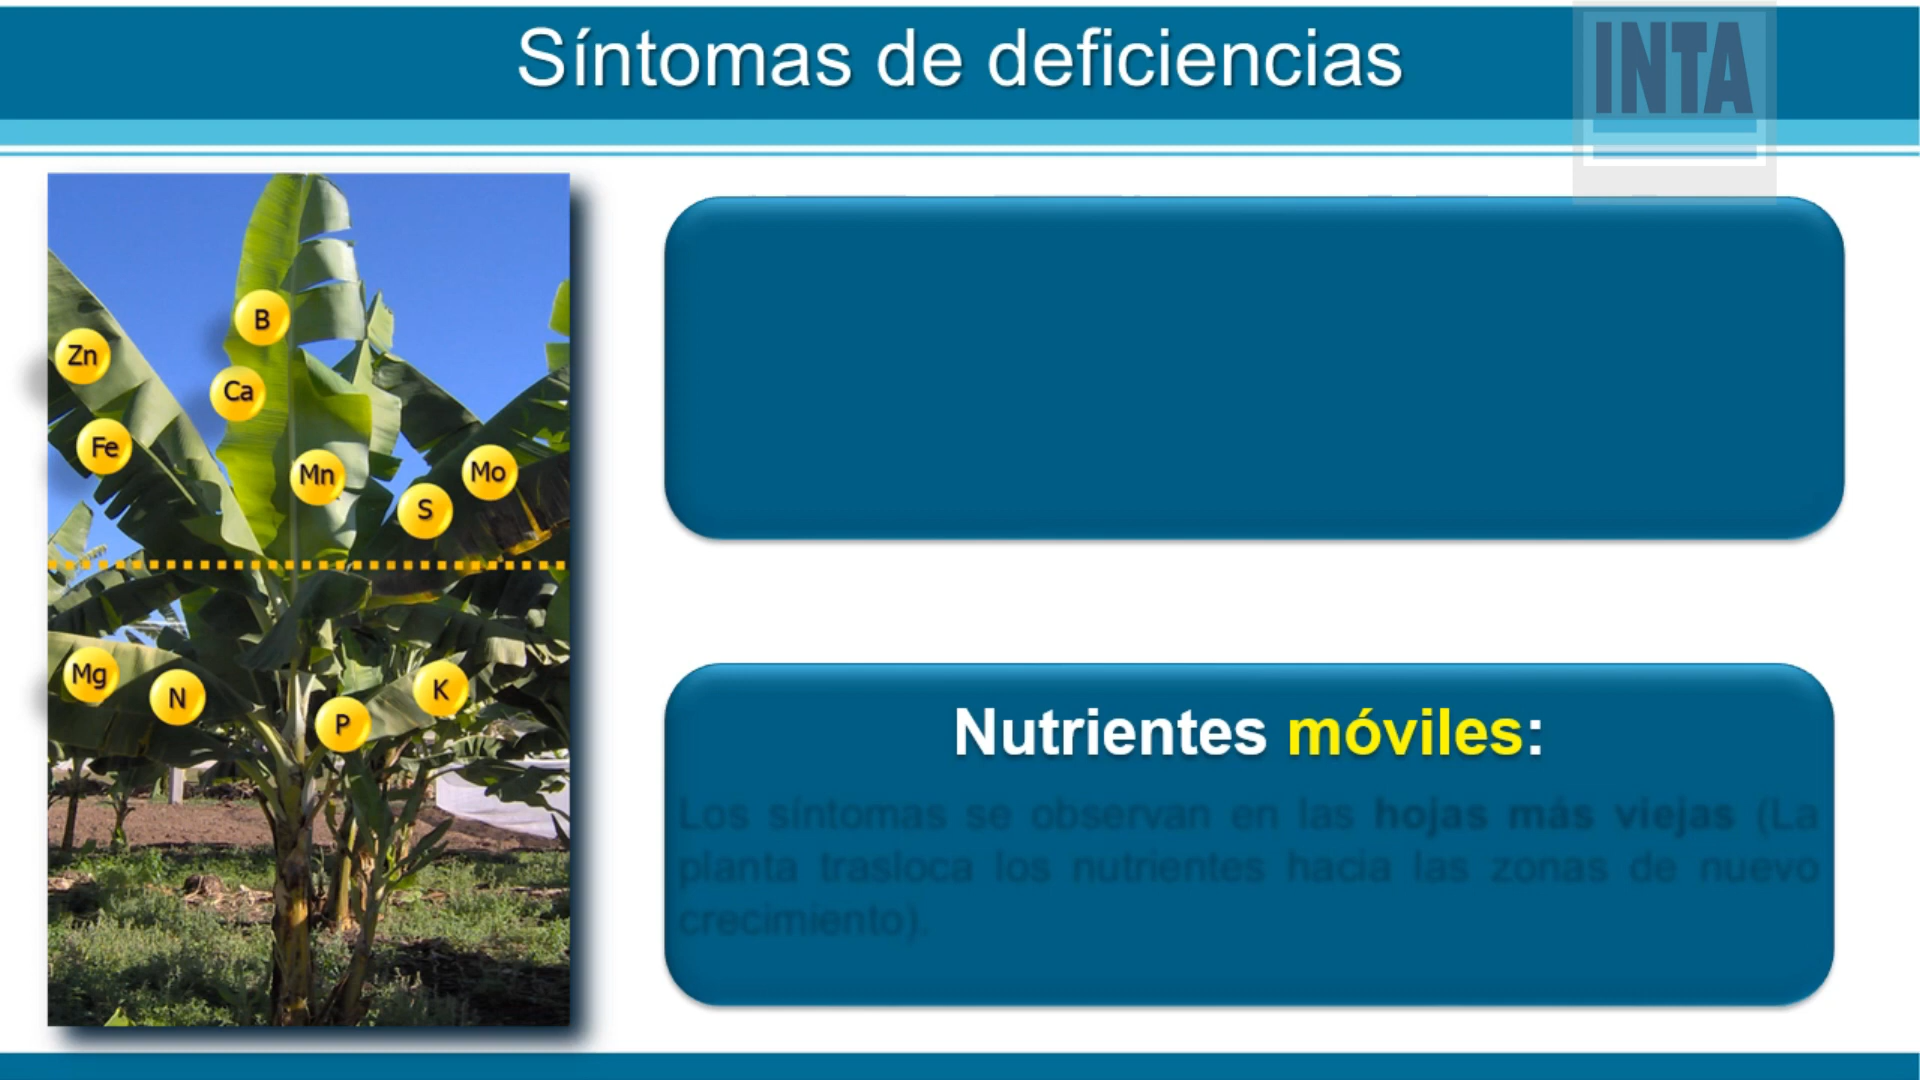 Síntomas de deficiencias
INTA
B
Zn
Ca
Fe
Mn
Mo
S
Mg
N
K
P
Nutrientes móviles:
Los síntomas se observan en las hojas más viejas (La
planta trasloca los nutrientes hacia las zonas de nuevo
crecimiento).